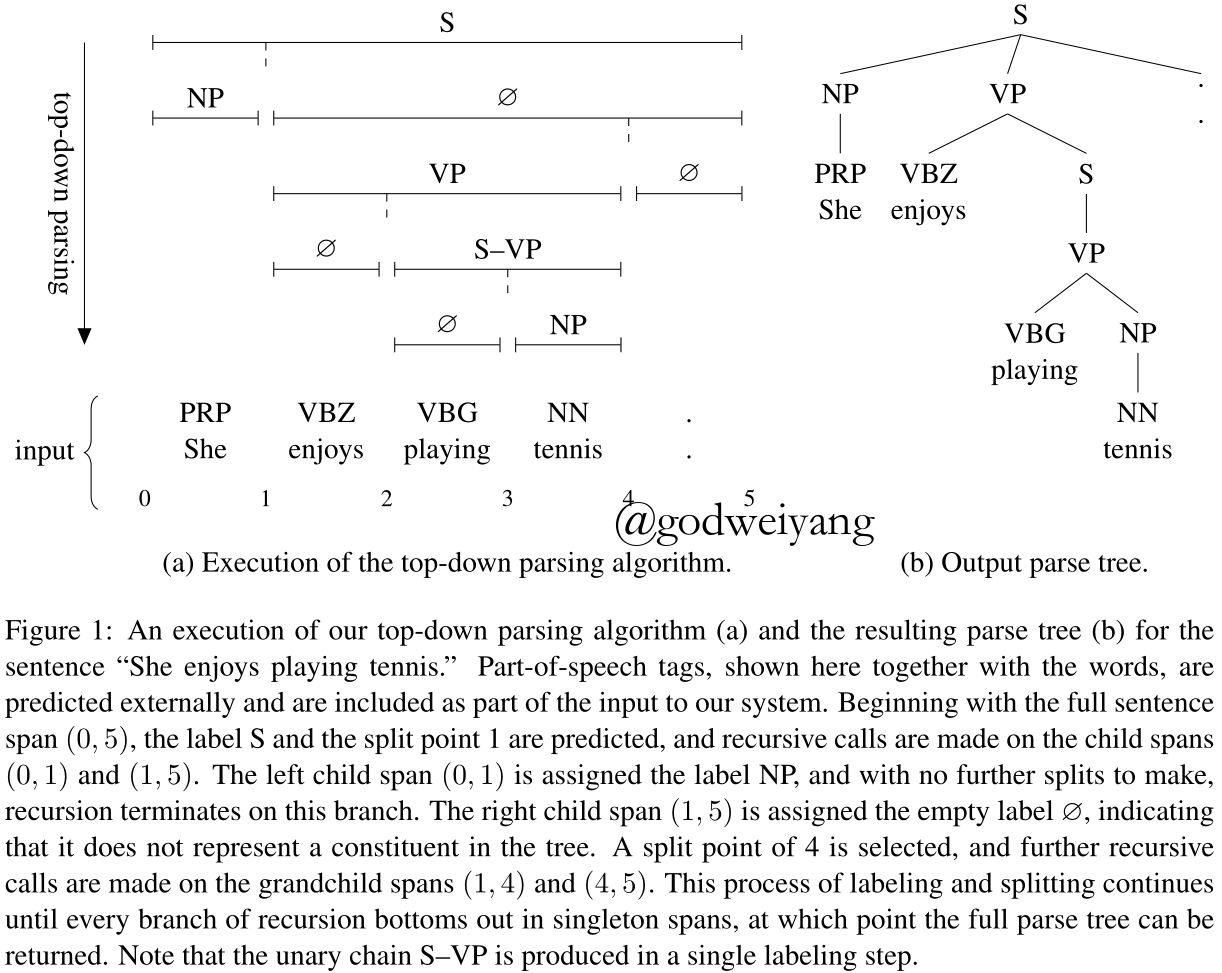 S
NP ∅
VP ∅
∅ S–VP
∅ NP
top-down parsing
input
PRP VBZ VBG NN .
She enjoys playing tennis .
0 1 2 3 4 5
(a) Execution of the top-down parsing algorithm.
S
NP VP .
.
PRP VBZ S
She enjoys
VP
VBG NP
playing
NN
tennis
(b) Output parse tree.
@godweiyang
Figure 1: An execution of our top-down parsing algorithm (a) and the resulting parse tree (b) for the
sentence “She enjoys playing tennis.” Part-of-speech tags, shown here together with the words, are
predicted externally and are included as part of the input to our system. Beginning with the full sentence
span (0, 5), the label S and the split point 1 are predicted, and recursive calls are made on the child spans
(0, 1) and (1, 5). The left child span (0, 1) is assigned the label NP, and with no further splits to make,
recursion terminates on this branch. The right child span (1, 5) is assigned the empty label ∅, indicating
that it does not represent a constituent in the tree. A split point of 4 is selected, and further recursive
calls are made on the grandchild spans (1, 4) and (4, 5). This process of labeling and splitting continues
until every branch of recursion bottoms out in singleton spans, at which point the full parse tree can be
returned. Note that the unary chain S–VP is produced in a single labeling step.